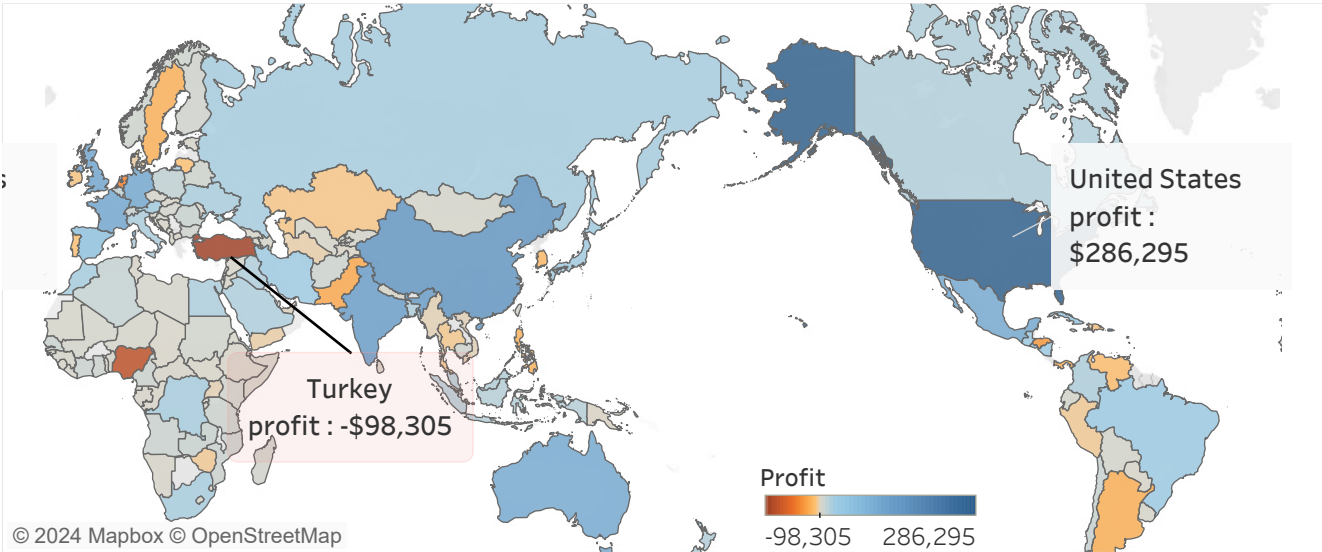 s
United States
profit :
$286,295
Turkey
profit : -$98,305
Profit
-98,305 286,295
© 2024 Mapbox © OpenStreetMap